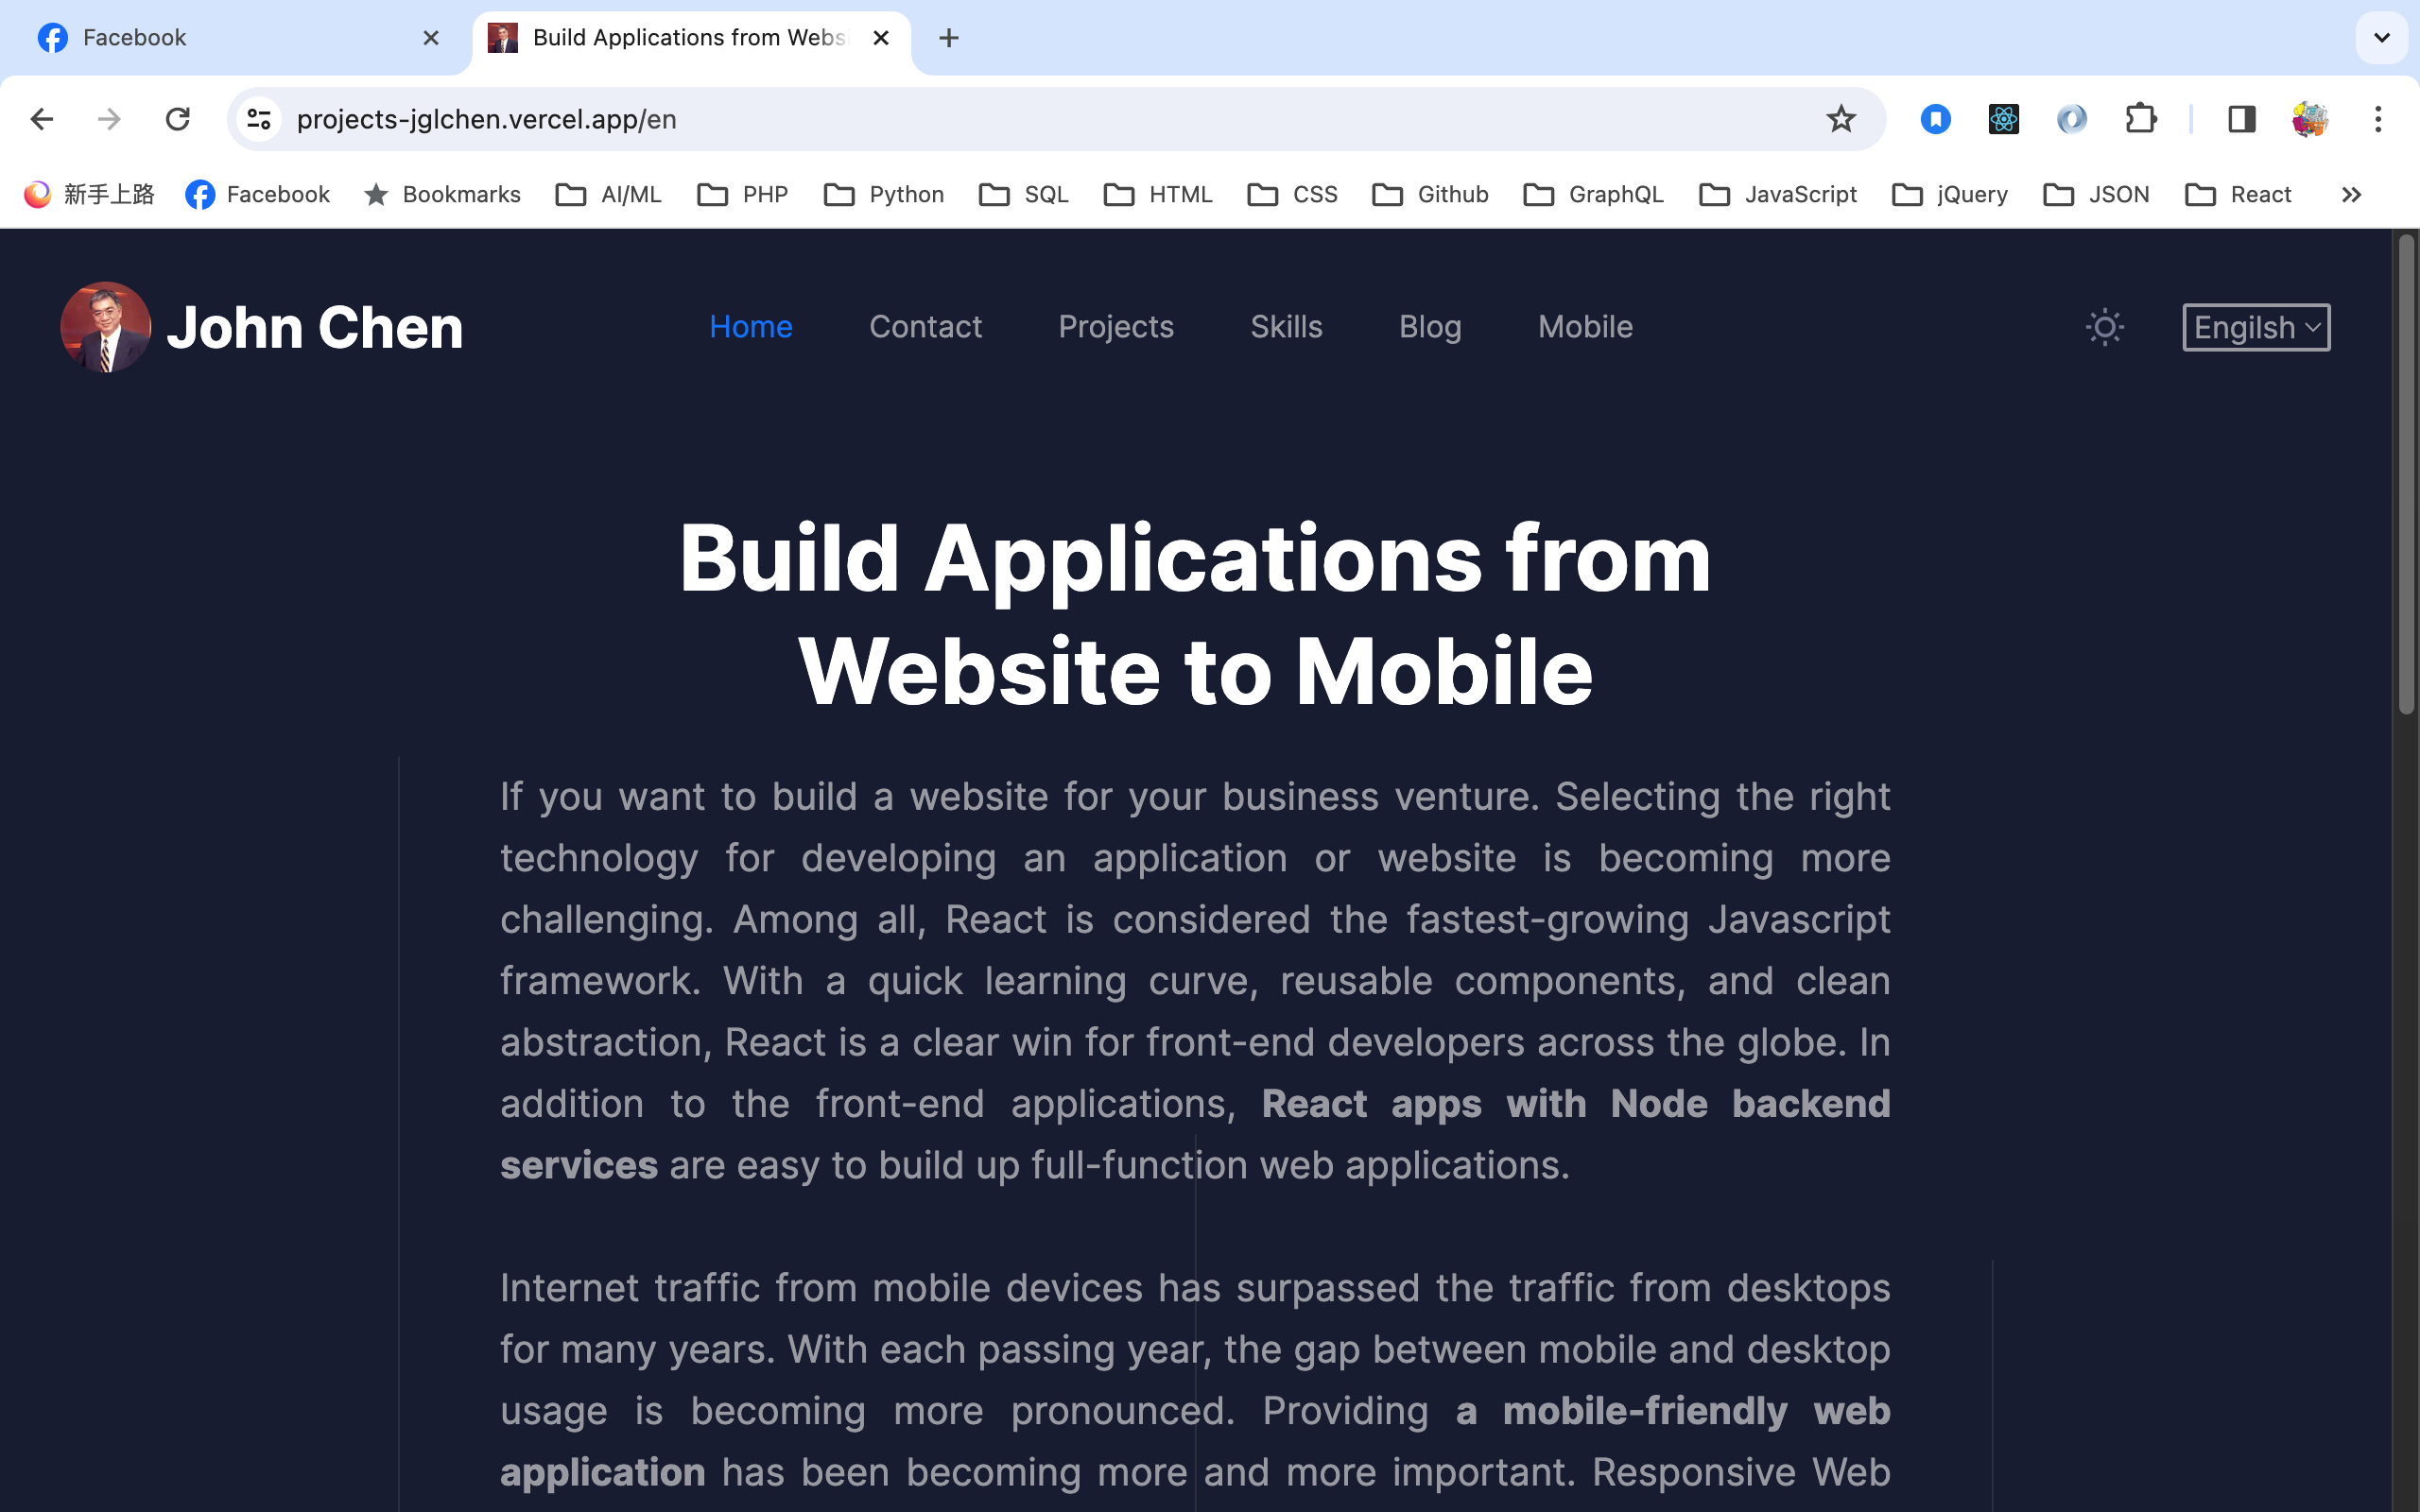 Facebook
Build Applications from Webs
projects-jglchen.vercel.app/en
新手上路 Facebook Bookmarks AI/ML PHP Python SQL HTML CSS Github GraphQL JavaScript jQuery JSON React
John Chen Home Contact Projects Skills Blog Mobile Engilsh
Build Applications from
Website to Mobile
If you want to build a website for your business venture. Selecting the right
technology for developing an application or website is becoming more
challenging. Among all, React is considered the fastest-growing Javascript
framework. With a quick learning curve, reusable components, and clean
abstraction, React is a clear win for front-end developers across the globe. In
addition to the front-end applications, React apps with Node backend
services are easy to build up full-function web applications.
Internet traffic from mobile devices has surpassed the traffic from desktops
for many years. With each passing year, the gap between mobile and desktop
usage is becoming more pronounced. Providing a mobile-friendly web
application has been becoming more and more important. Responsive Web